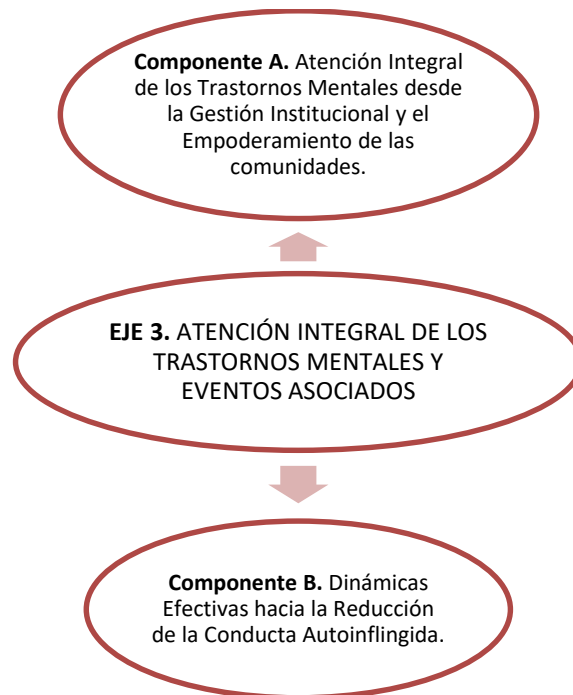 Componente A. Atención Integral
de los Trastornos Mentales desde
la Gestión Institucional y el
Empoderamiento de las
comunidades.
EJE 3. ATENCIÓN INTEGRAL DE LOS
TRASTORNOS MENTALES Y
EVENTOS ASOCIADOS
Componente B. Dinámicas
Efectivas hacia la Reducción
de la Conducta Autoinflingida.